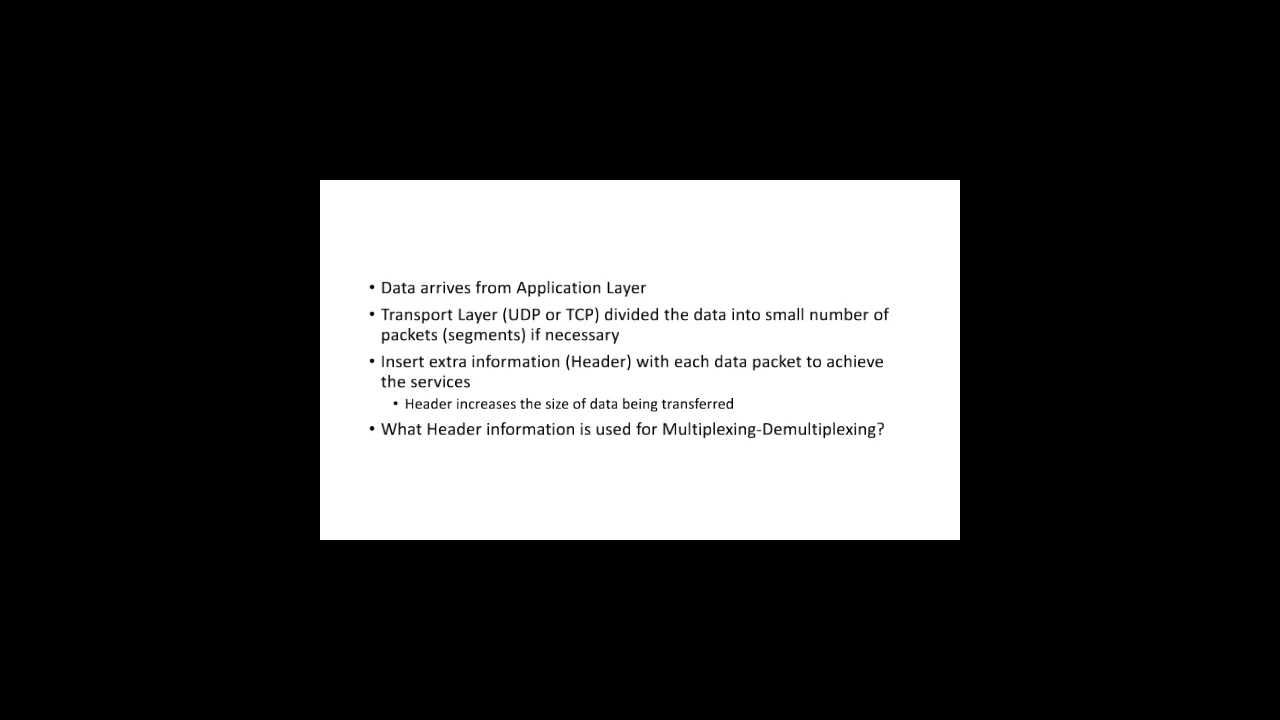 • Data arrives from Application Layer
• Transport Layer (UDP or TCP) divided the data into small number of
packets (segments) if necessary
• Insert extra information (Header) with each data packet to achieve
the services
• Header increases the size of data being transferred
• What Header information is used for Multiplexing-Demultiplexing?